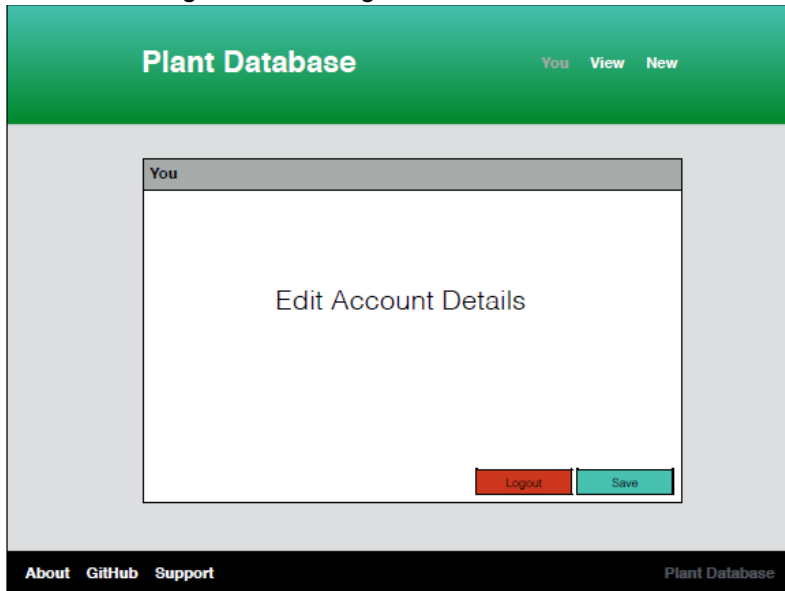 Plant Database
You View New
You
Edit Account Details
Logout Save
About GitHub Support
Plant Database